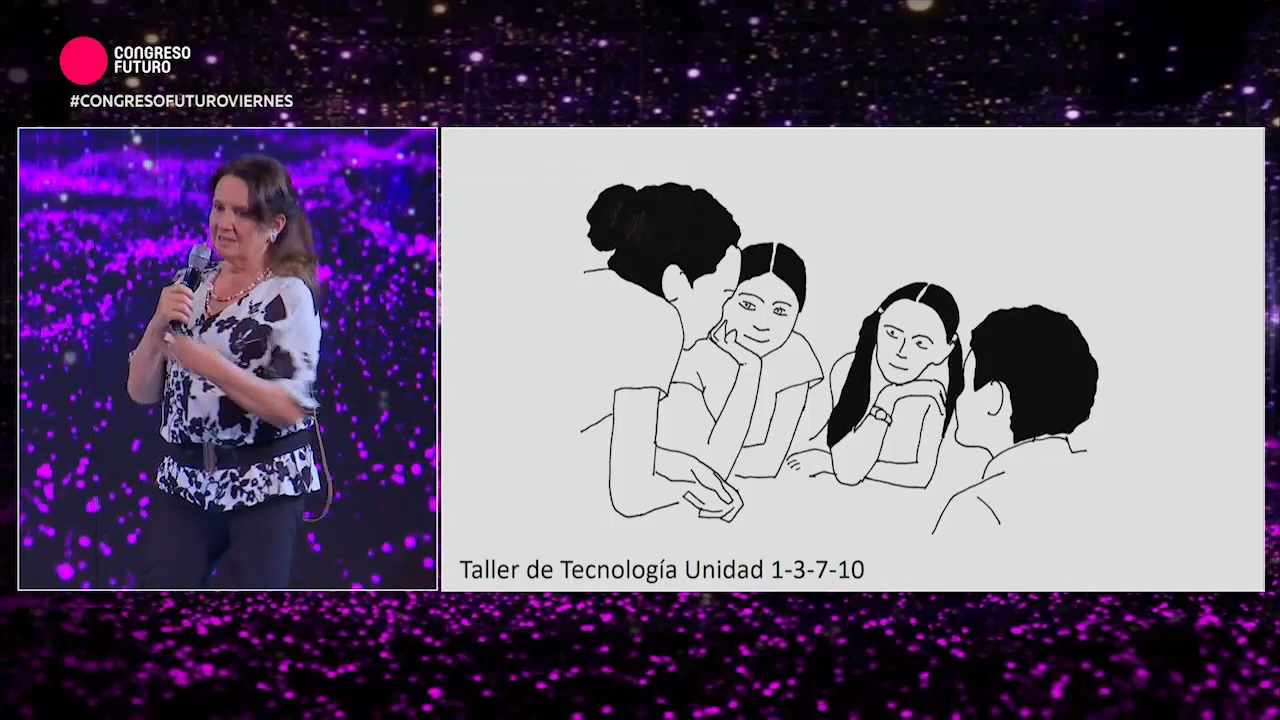 CONGRESO
FUTURO
#CONGRESOFUTUROVIERNES
Taller de Tecnología Unidad 1-3-7-10